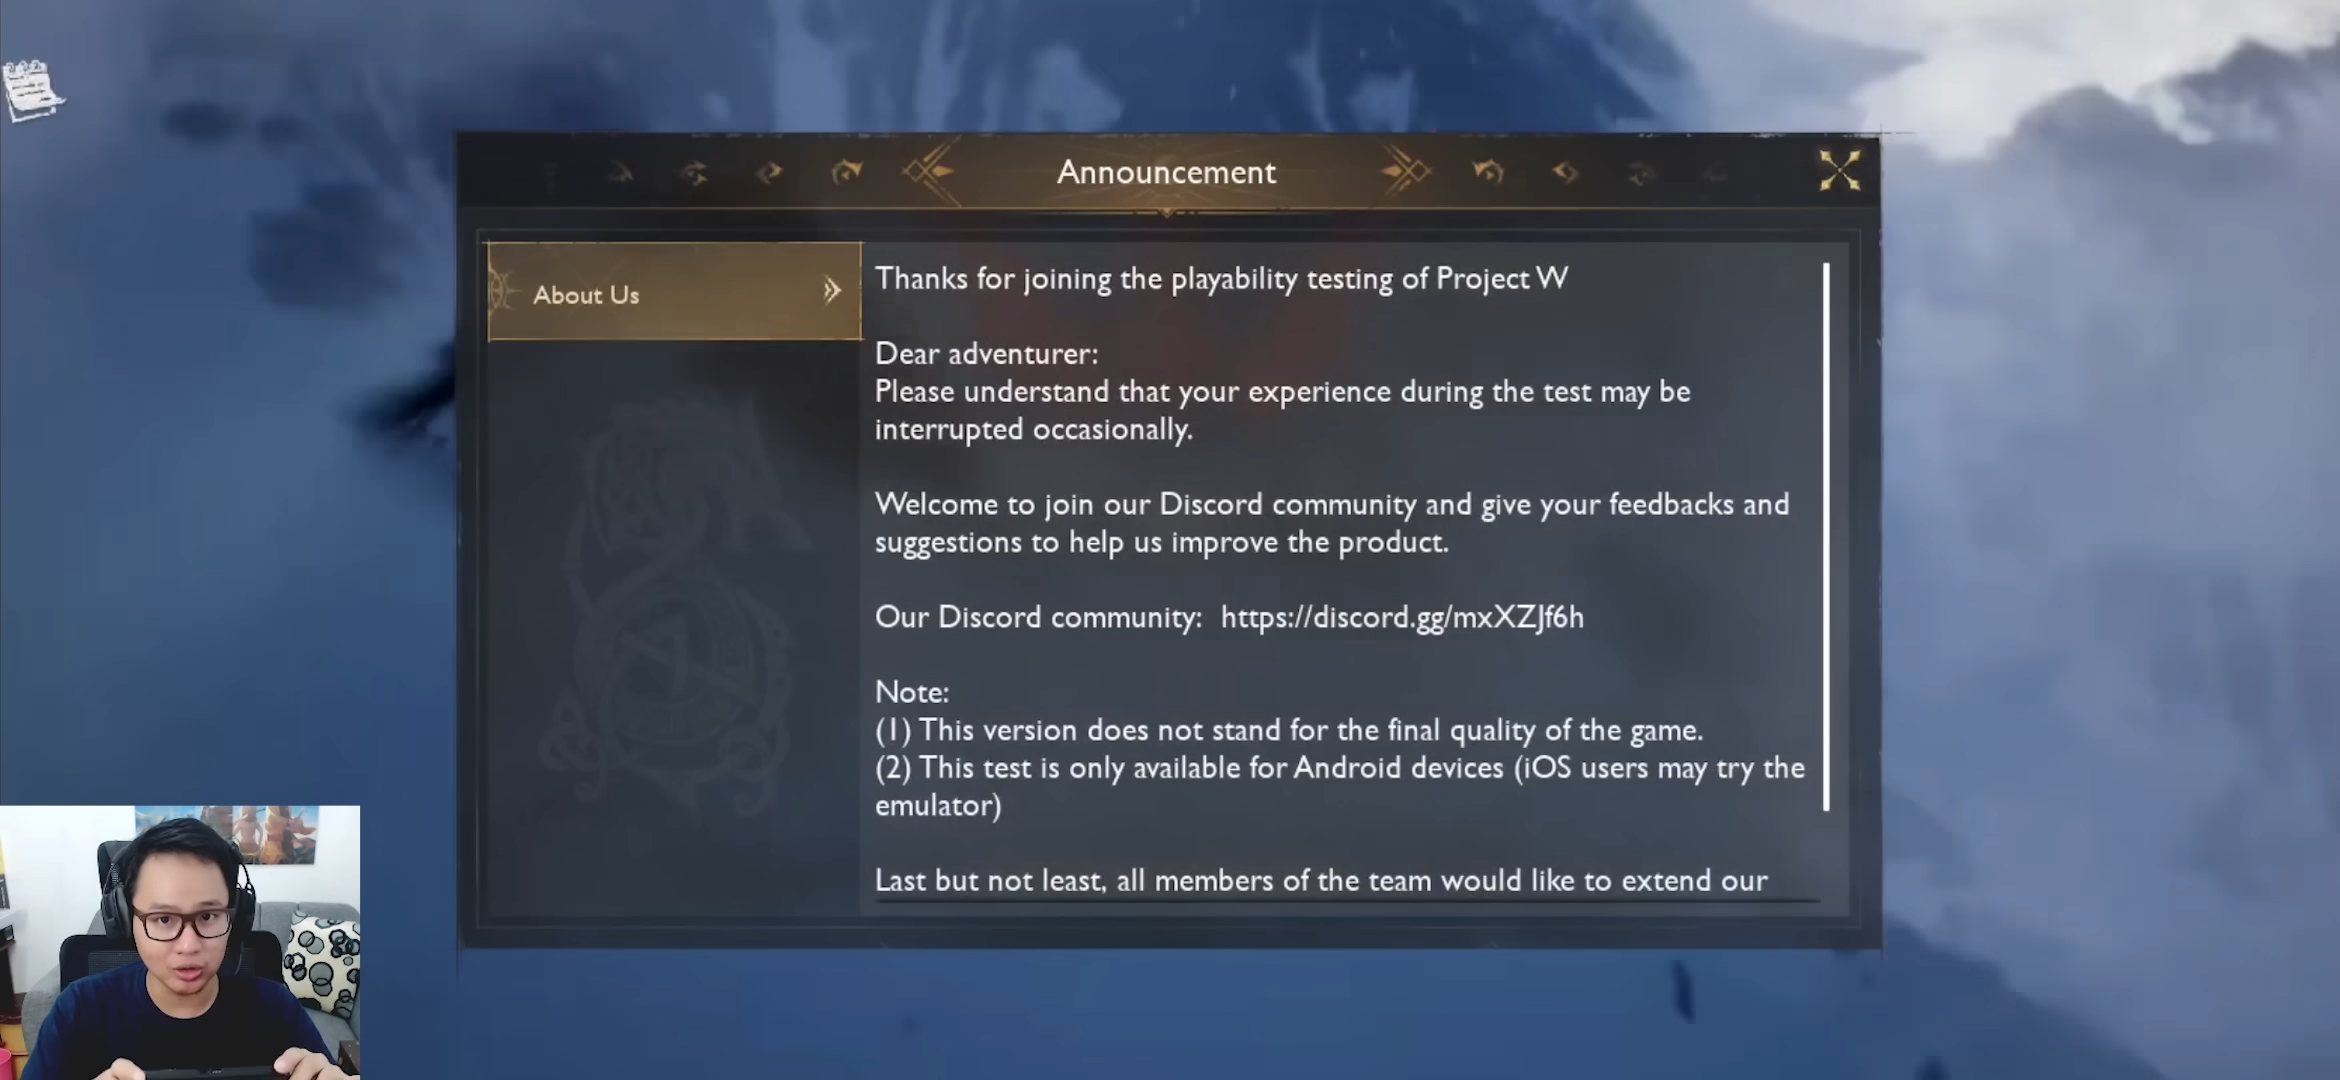 Announcement
About Us
Thanks for joining the playability testing of Project W
Dear adventurer:
Please understand that your experience during the test may be
interrupted occasionally.
Welcome to join our Discord community and give your feedbacks and
suggestions to help us improve the product.
Our Discord community: https://discord.gg/mxXZJf6h
Note:
(1) This version does not stand for the final quality of the game.
(2) This test is only available for Android devices (iOS users may try the
emulator)
Last but not least, all members of the team would like to extend our